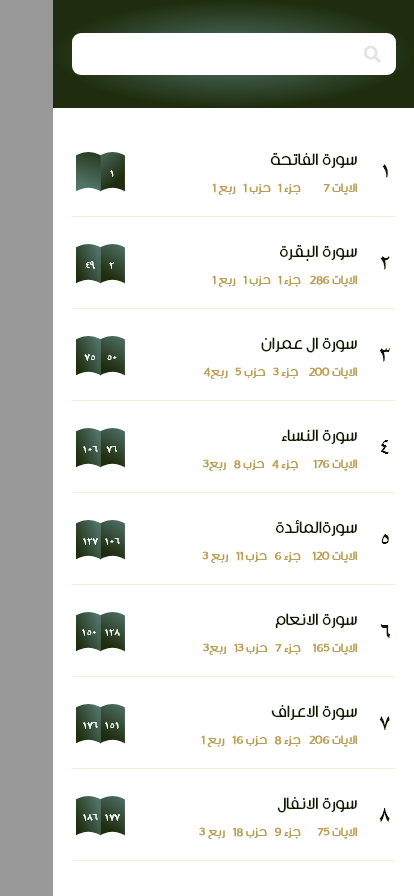 ١
سورة الفاتحة
الايات 7 جزء 1 حزب 1 ربع 1
١
٢
سورة البقرة
الايات 286 جزء 1 حزب 1 ربع 1
٢ ٤٩
٣
سورة ال عمران
الايات 200 جزء 3 حزب 5 ربع4
٥٠ ٧٥
٤
سورة النساء
الايات 176 جزء 4 حزب 8 ربع3
٧٦ ١٠٦
٥
سورةالمائدة
الايات 120 جزء 6 حزب 11 ربع 3
١٠٦ ١٢٧
٦
سورة الانعام
الايات 165 جزء 7 حزب 13 ربع3
١٢٨ ١٥٠
٧
سورة الاعراف
الايات 206 جزء 8 حزب 16 ربع 1
١٥١ ١٧٦
٨
سورة الانفال
الايات 75 جزء 9 حزب 18 ربع 3
١٧٧ ١٨٦